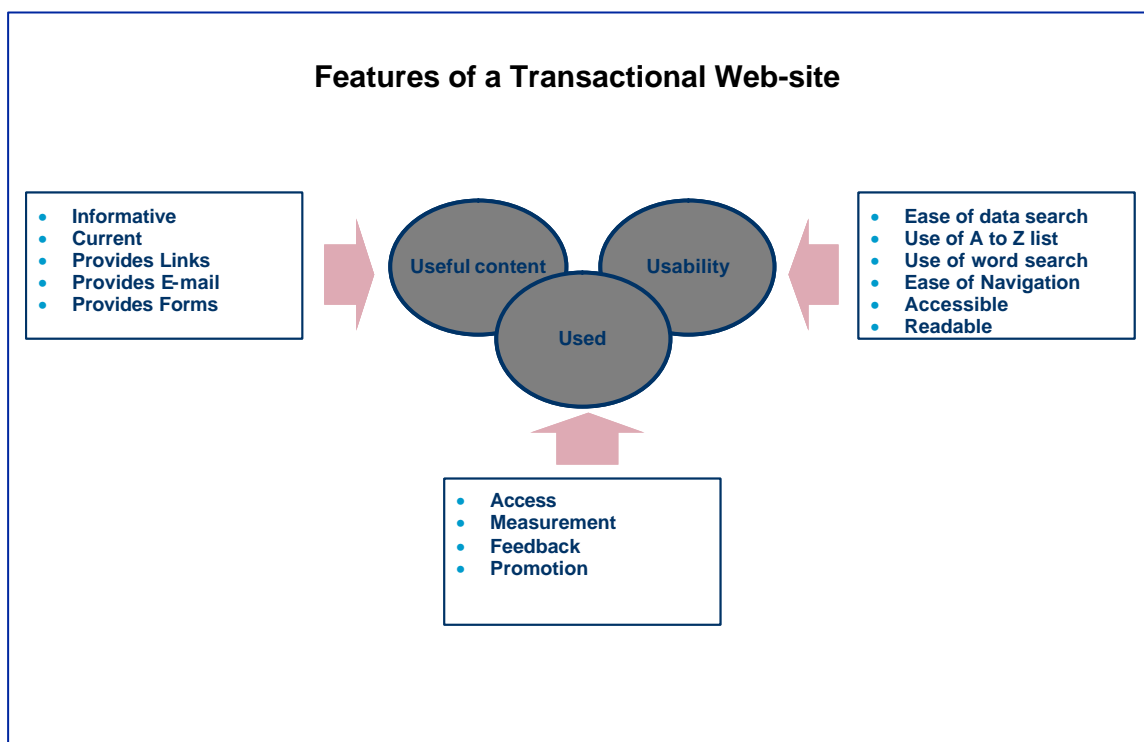 Features of a Transactional Web-site
Informative
Current
Provides Links
Provides E-mail
Provides Forms
Useful content
Usability
Used
Ease of data search
Use of A to Z list
Use of word search
Ease of Navigation
Accessible
Readable
Access
Measurement
Feedback
Promotion